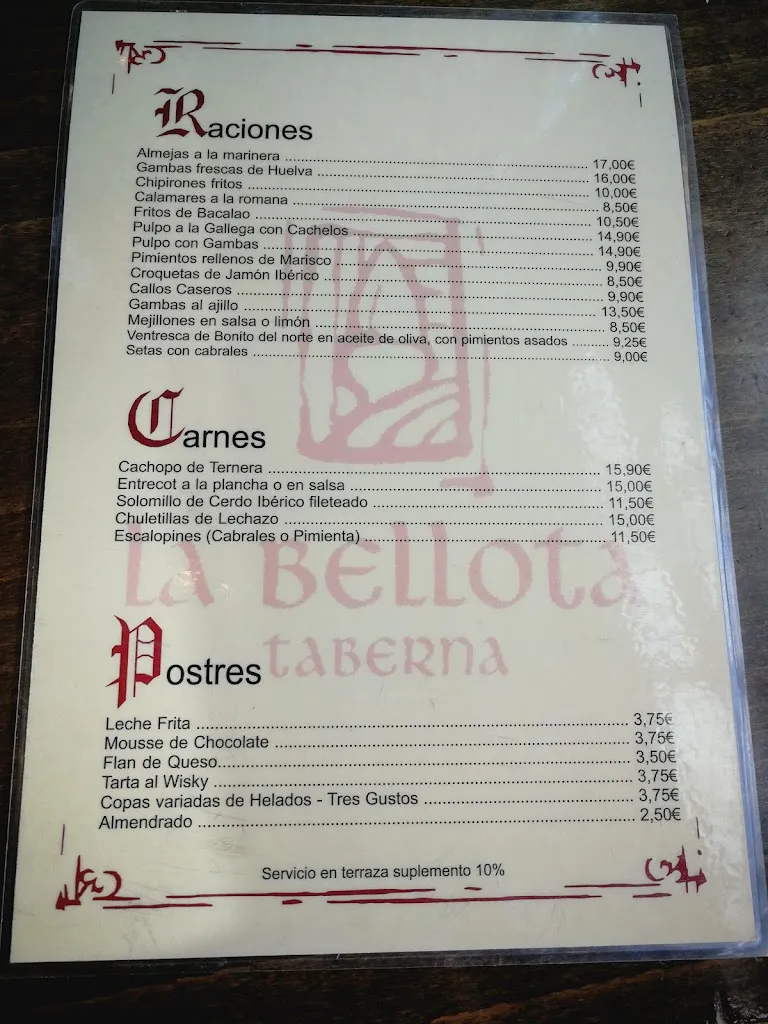 Raciones
Almejas a la marinera 17,00€
Gambas frescas de Huelva 16,00€
Chipirones fritos 10,00€
Calamares a la romana 8,50€
Fritos de Bacalao 10,50€
Pulpo a la Gallega con Cachelos 14,90€
Pulpo con Gambas 14,90€
Pimientos rellenos de Marisco 9,90€
Croquetas de Jamón Ibérico 8,50€
Callos Caseros 9,90€
Gambas al ajillo 13,50€
Mejillones en salsa o limón 8,50€
Ventresca de Bonito del norte en aceite de oliva, con pimientos asados 9,25€
Setas con cabrales 9,00€
Carnes
Cachopo de Ternera 15,90€
Entrecot a la plancha o en salsa 15,00€
Solomillo de Cerdo Ibérico fileteado 11,50€
Chuletillas de Lechazo 15,00€
Escalopines (Cabrales o Pimienta) 11,50€
La Bellota
taberna
Postres
Leche Frita 3,75€
Mousse de Chocolate 3,75€
Flan de Queso 3,50€
Tarta al Wisky 3,75€
Copas variadas de Helados - Tres Gustos 3,75€
Almendrado 2,50€
Servicio en terraza suplemento 10%